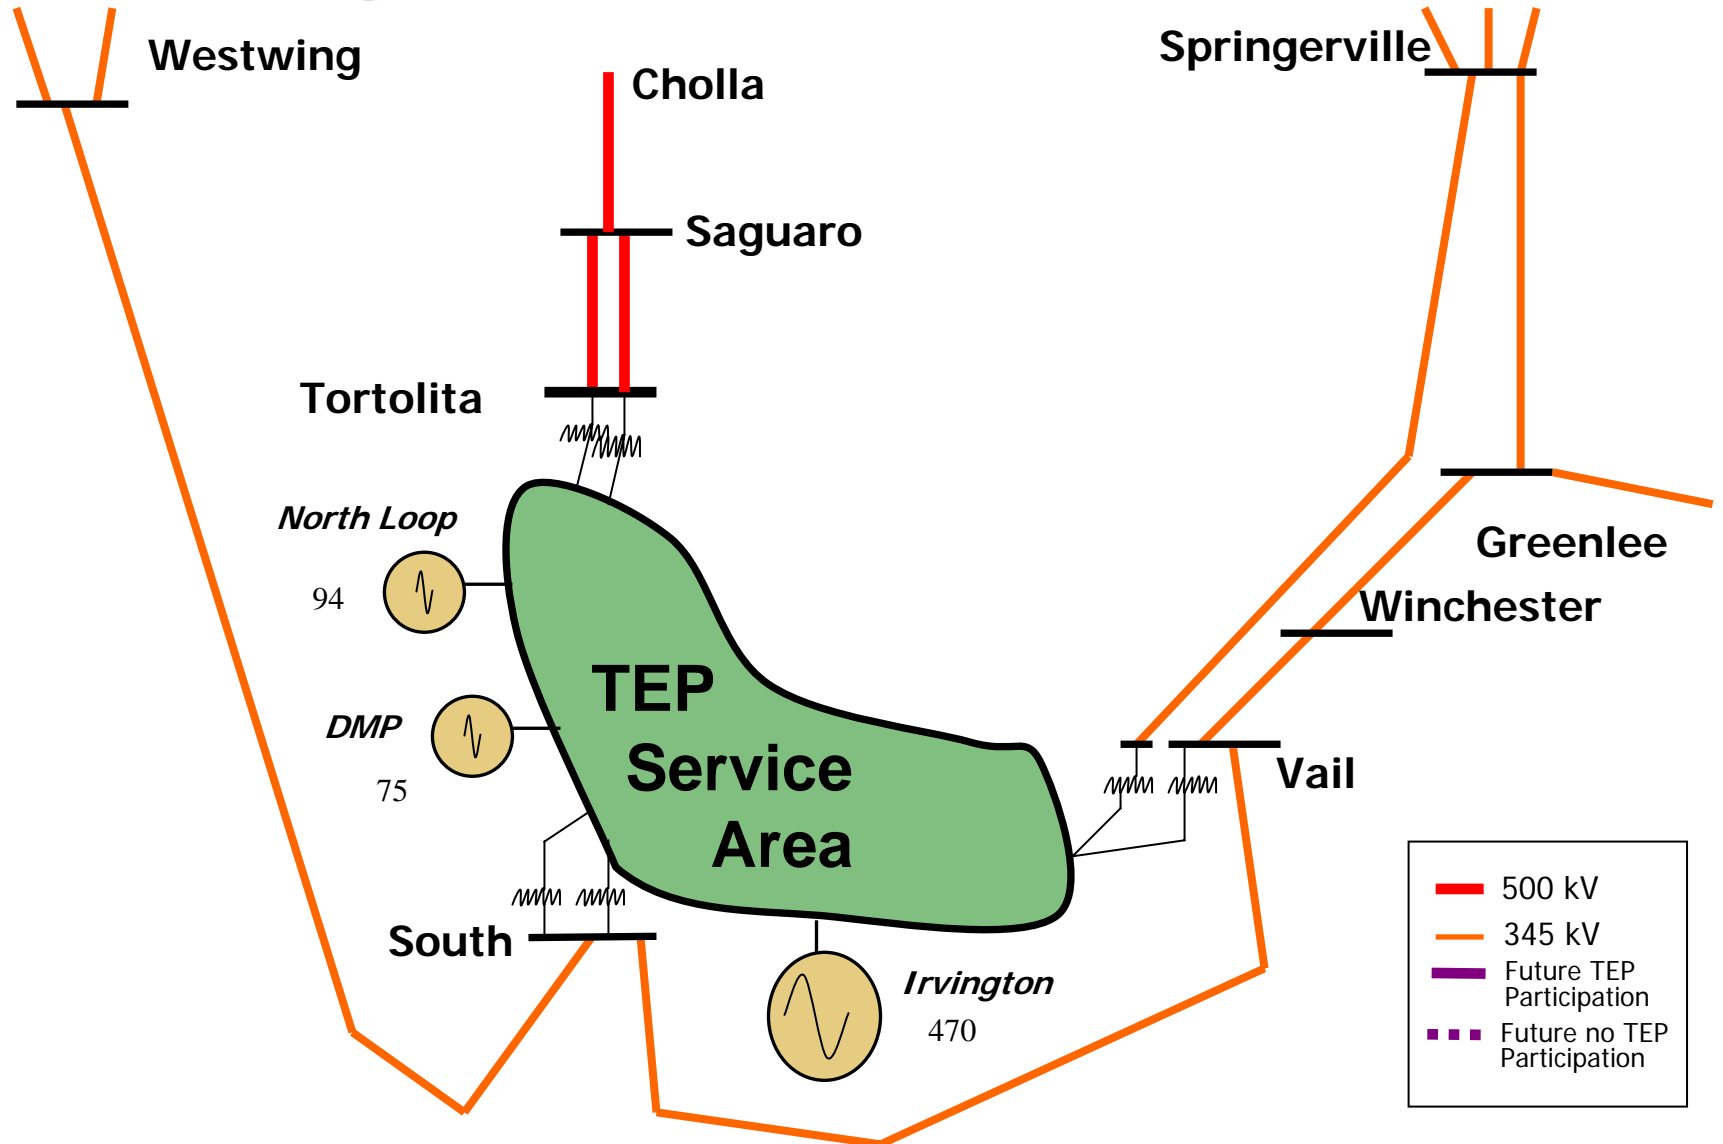 Westwing
Springerville
Cholla
Saguaro
Tortolita
North Loop
94
Greenlee
Winchester
DMP
75
TEP
Service
Area
Vail
South
Irvington
470
500 kV
345 kV
Future TEP
Participation
Future no TEP
Participation